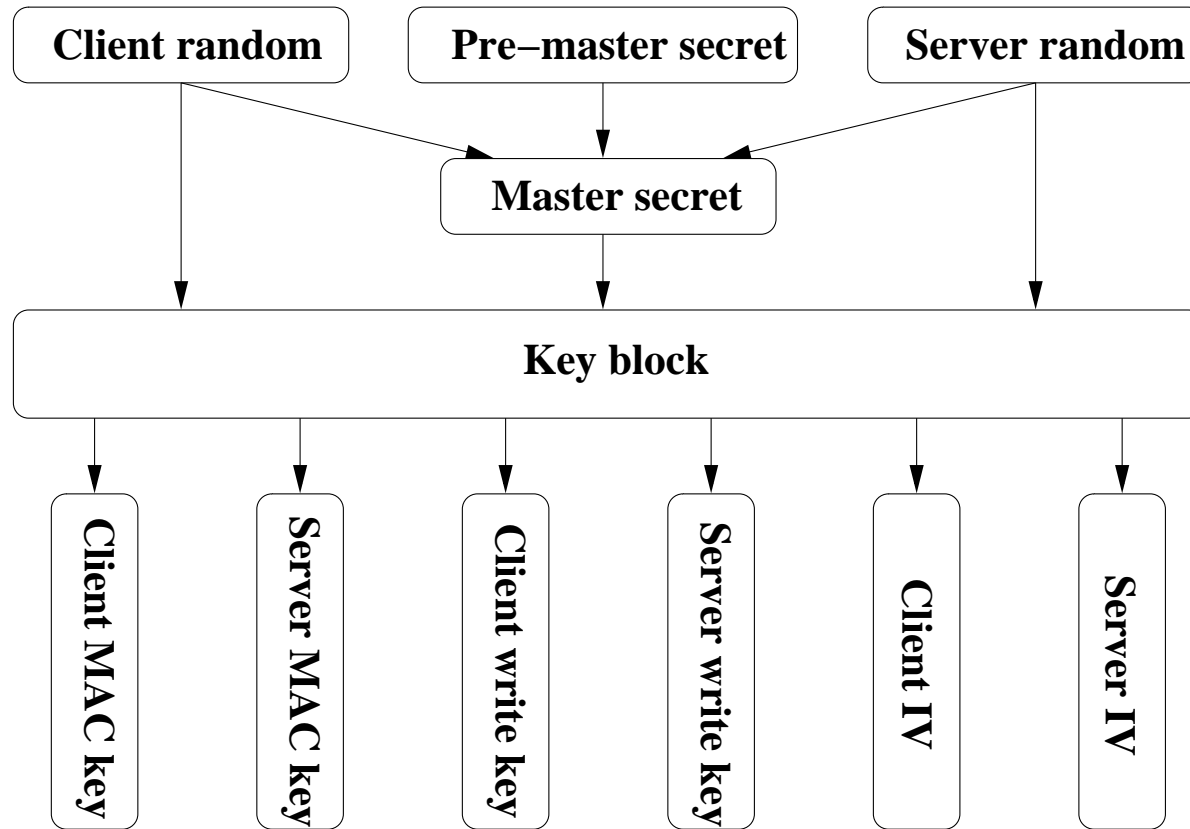 Client random
Pre−master secret
Server random
Master secret
Key block
Client MAC key
Server MAC key
Client write key
Server write key
Client IV
Server IV